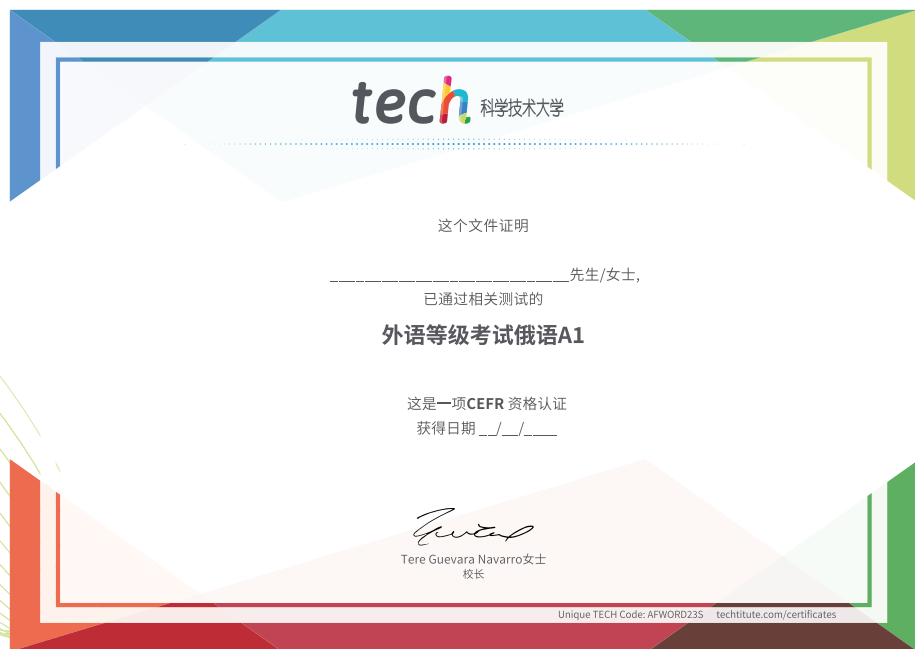 tech 科学技术大学
这个文件证明
____________________________先生/女士,
已通过相关测试的
外语等级考试俄语A1
这是一项CEFR 资格认证
获得日期 __/__/____
Tere Guevara Navarro女士
校长
Unique TECH Code: AFWORD23S techtitute.com/certificates